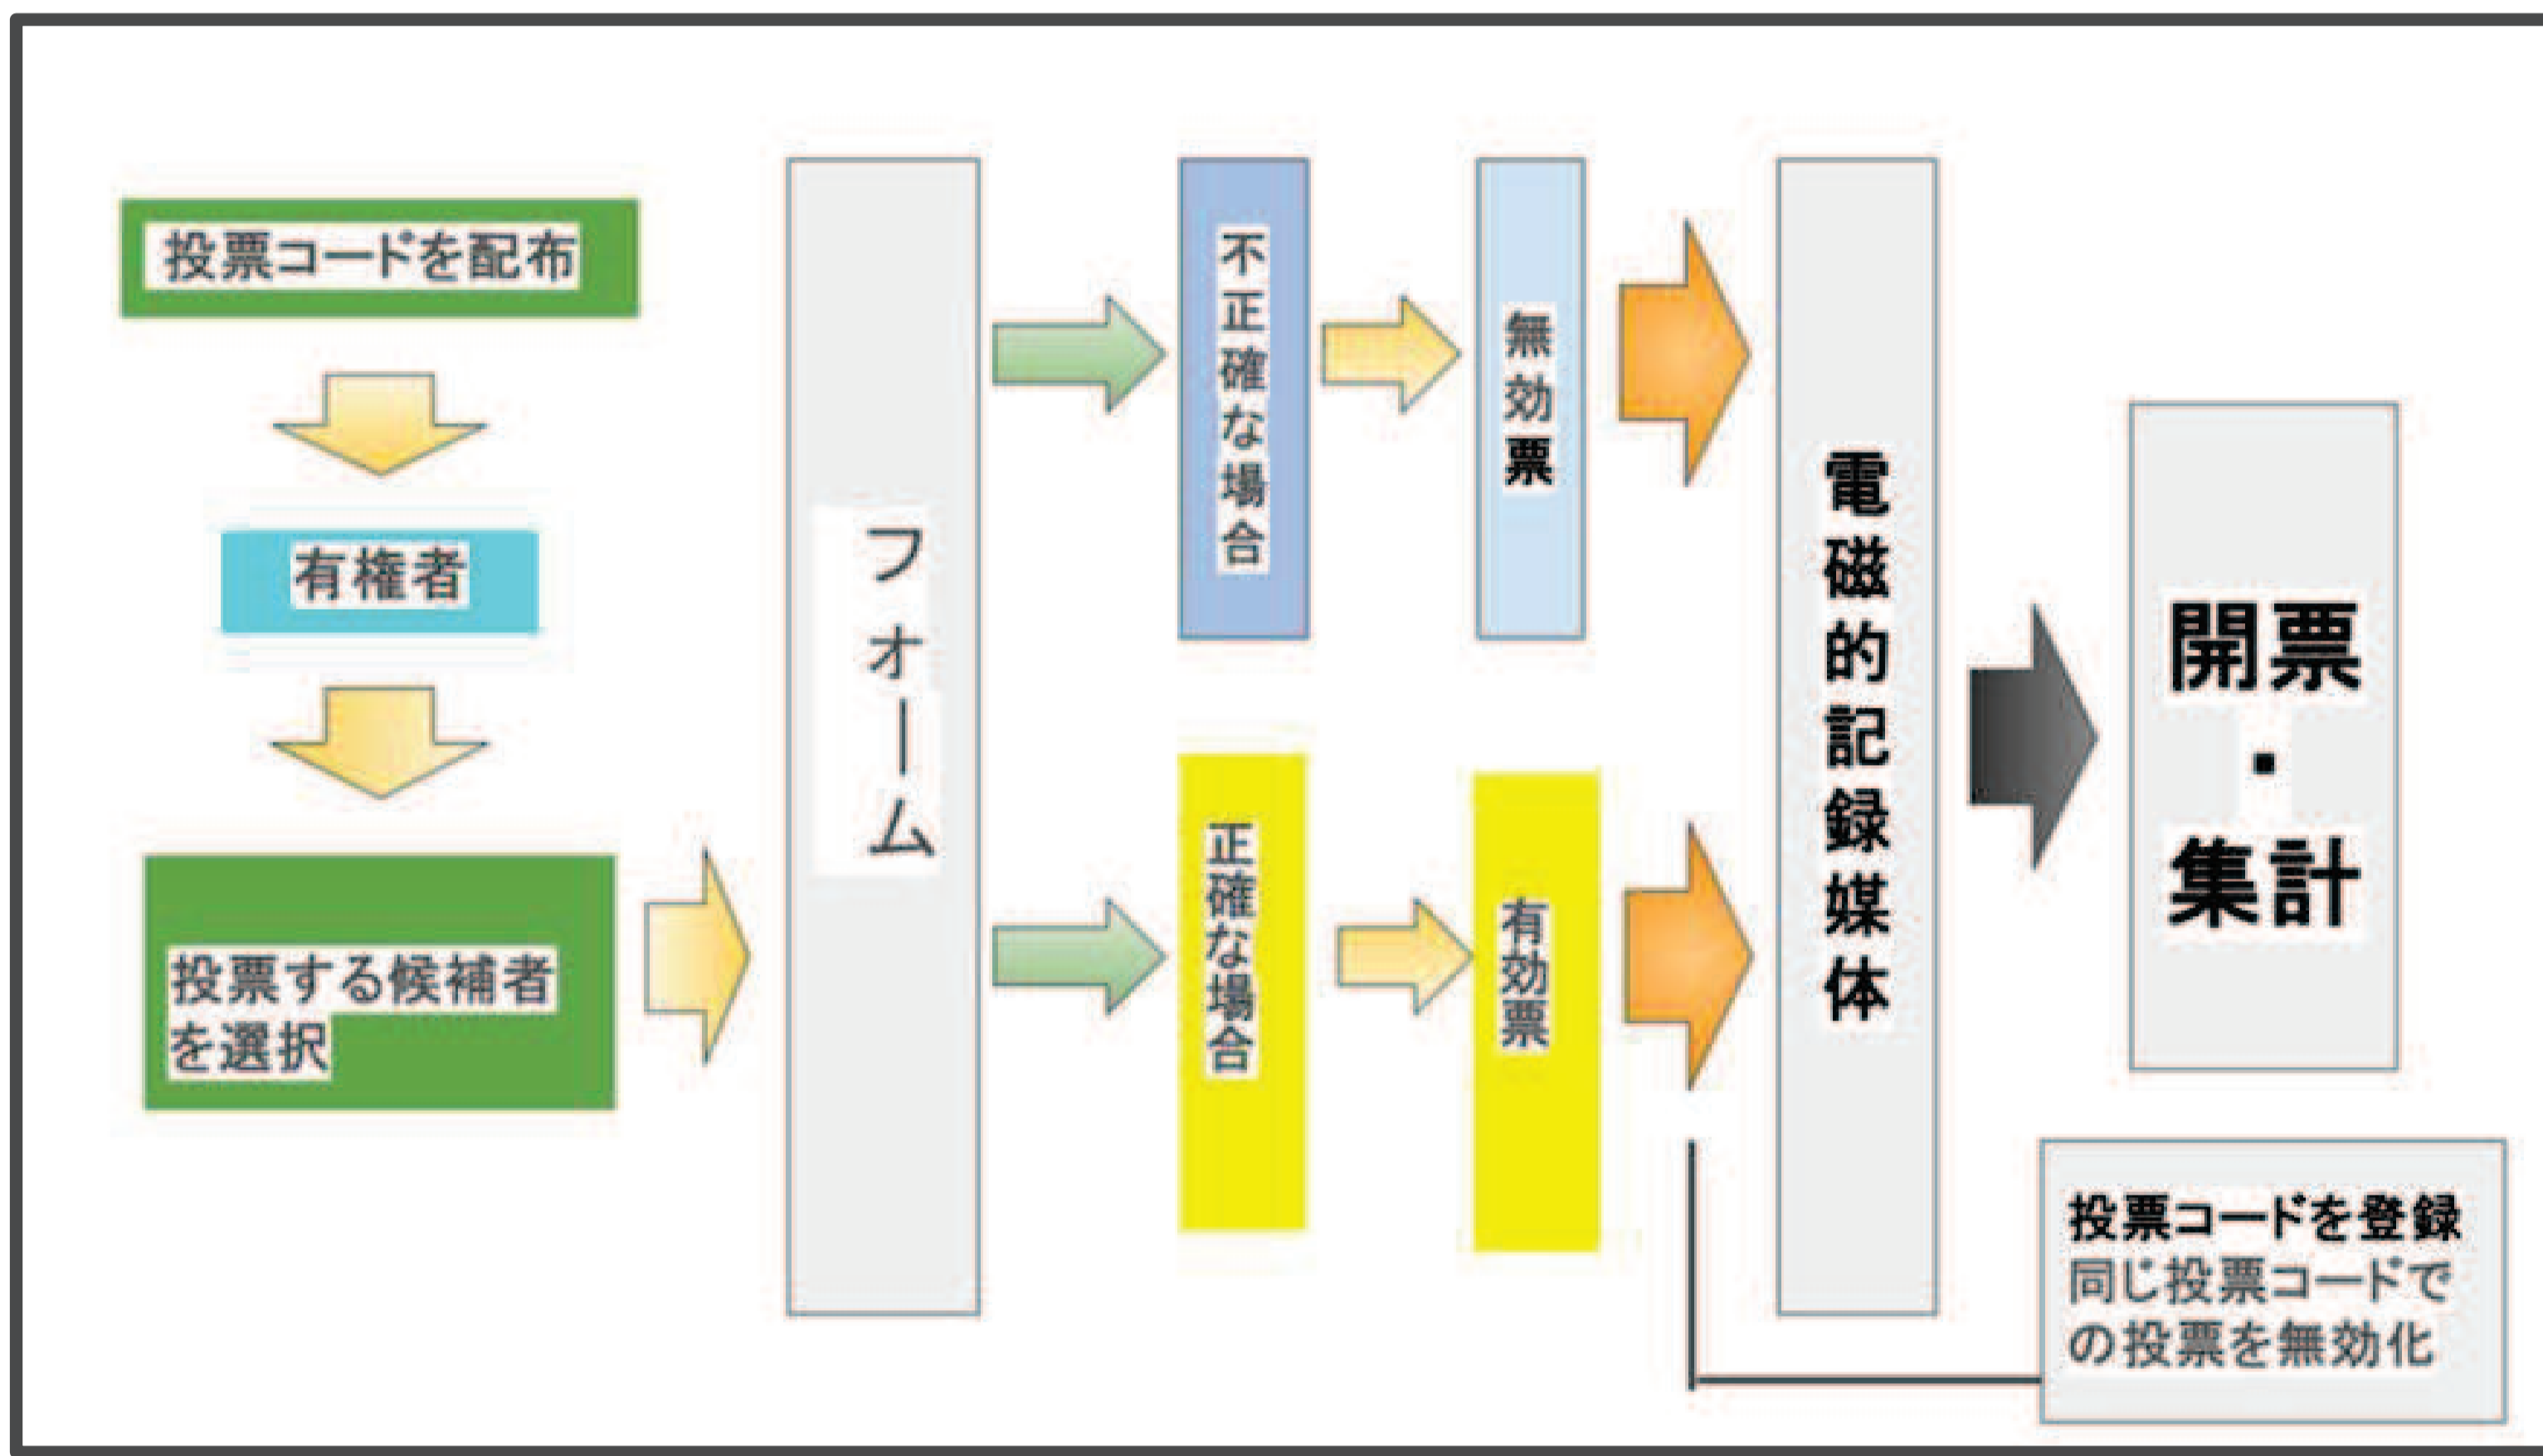 投票コードを配布
有権者
投票する候補者
を選択
フォーム
不正確な場合
無効票
正確な場合
有効票
電磁的記録媒体
開票
・
集計
投票コードを登録
同じ投票コードで
の投票を無効化